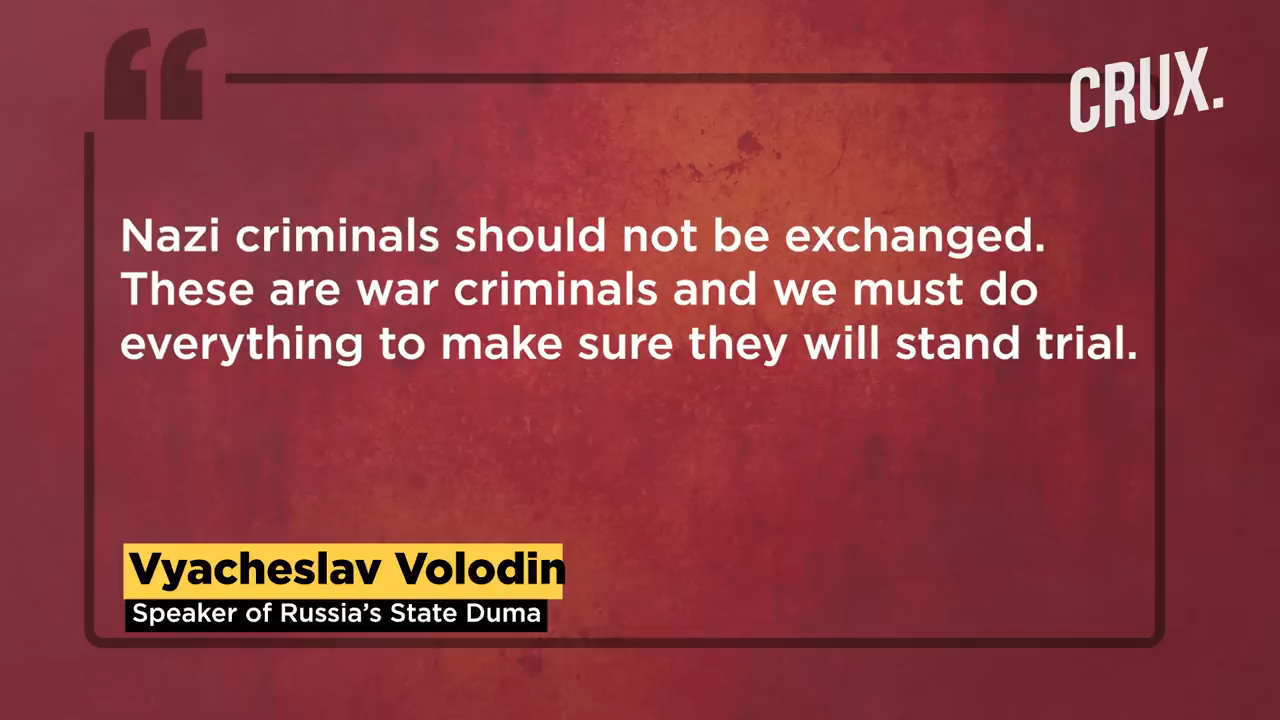 CRUX.
Nazi criminals should not be exchanged.
These are war criminals and we must do
everything to make sure they will stand trial.
Vyacheslav Volodin
Speaker of Russia's State Duma